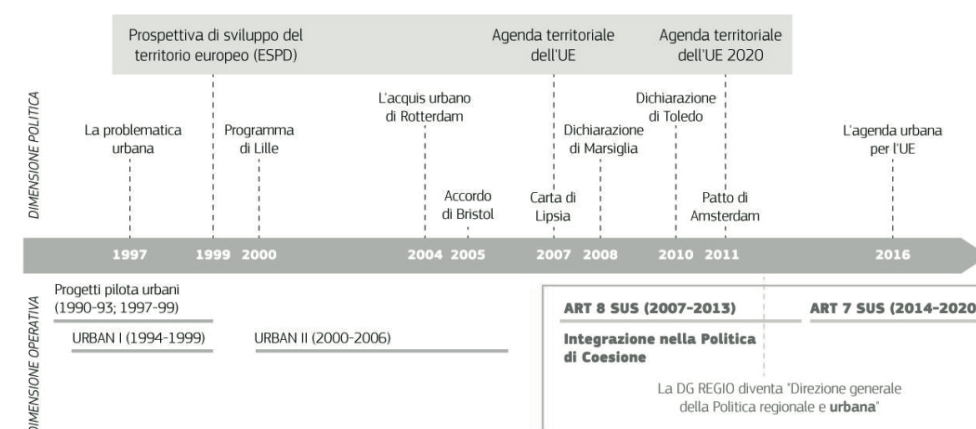 Prospettiva di sviluppo del
territorio europeo (ESPD)
Agenda territoriale
dell'UE
Agenda territoriale
dell'UE 2020
DIMENSIONE POLITICA
La problematica
urbana
Programma
di Lille
L'acquis urbano
di Rotterdam
Accordo
di Bristol
Carta di
Lipsia
Dichiarazione
di Marsiglia
Dichiarazione
di Toledo
Patto di
Amsterdam
L'agenda urbana
per l'UE
1997 1999 2000 2004 2005 2007 2008 2010 2011 2016
DIMENSIONE OPERATIVA
Progetti pilota urbani
(1990-93; 1997-99)
URBAN I (1994-1999)
URBAN II (2000-2006)
ART 8 SUS (2007-2013)
Integrazione nella Politica
di Coesione
ART 7 SUS (2014-2020
La DG REGIO diventa "Direzione generale
della Politica regionale e urbana"